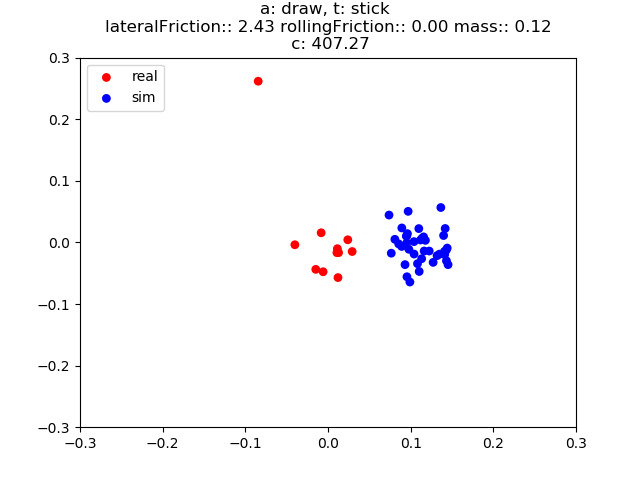 a: draw, t: stick
lateralFriction:: 2.43 rollingFriction:: 0.00 mass:: 0.12
c: 407.27
real
sim
0.3
0.2
0.1
0.0
−0.1
−0.2
−0.3
−0.3
−0.2
−0.1
0.0
0.1
0.2
0.3